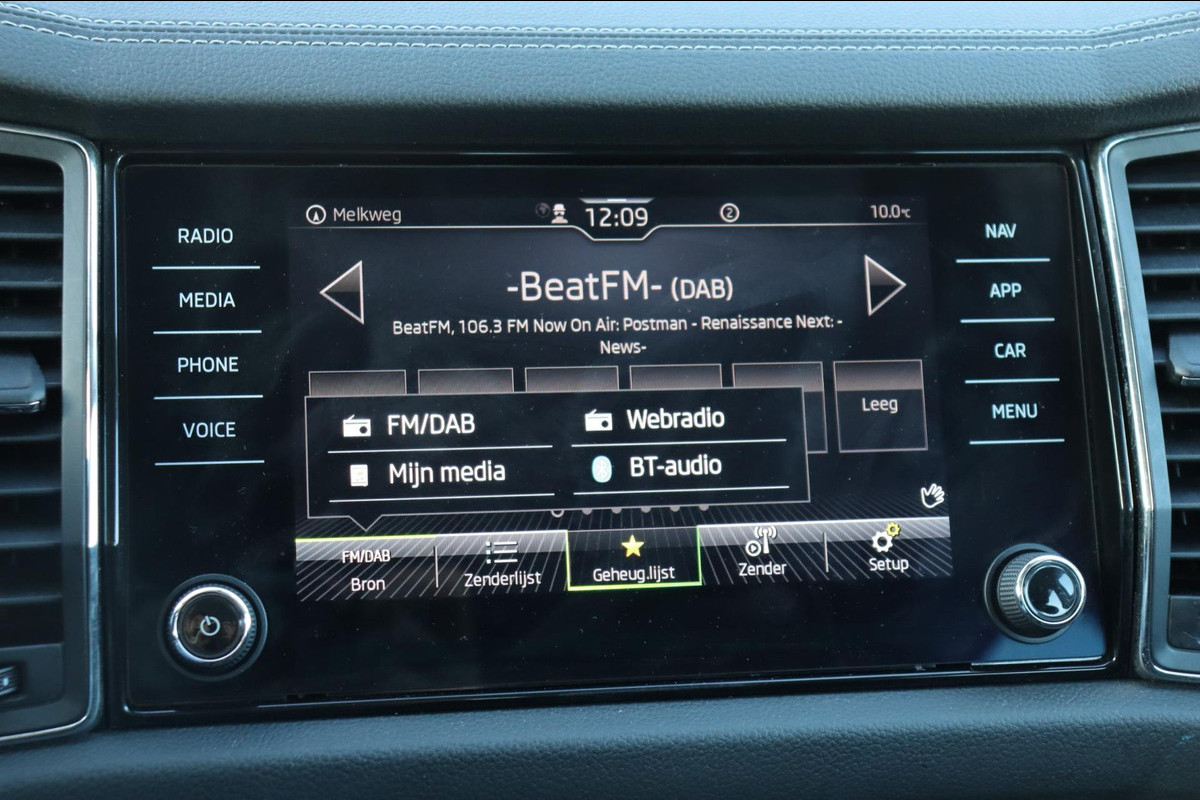 RADIO
MEDIA
PHONE
VOICE
Melkweg
12:09
2
10.0°C
-BeatFM- (DAB)
BeatFM, 106.3 FM Now On Air: Postman - Renaissance Next: -
News-
Leeg
FM/DAB
Webradio
Mijn media
BT-audio
FM/DAB
Bron
Zenderlijst
Geheug.lijst
Zender
Setup
NAV
APP
CAR
MENU